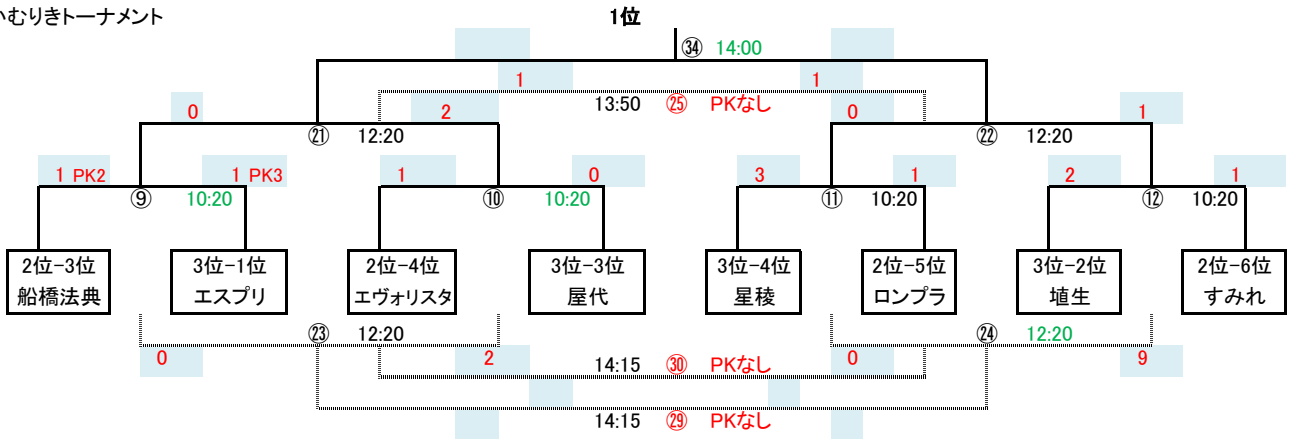 いむりきトーナメント
1位
㉞ 14:00
1 1
13:50 ㉕ PKなし
0 2 0 1
㉑ 12:20 ㉒ 12:20
1 PK2 1 PK3 1 0 3 1 2 1
⑨ 10:20 ⑩ 10:20 ⑪ 10:20 ⑫ 10:20
2位-3位 3位-1位 2位-4位 3位-3位 3位-4位 2位-5位 3位-2位 2位-6位
船橋法典 エスプリ エヴォリスタ 屋代 星稜 ロンプラ 埴生 すみれ
㉓ 12:20 ㉔ 12:20
0 2 0 9
14:15 ㉚ PKなし
14:15 ㉙ PKなし